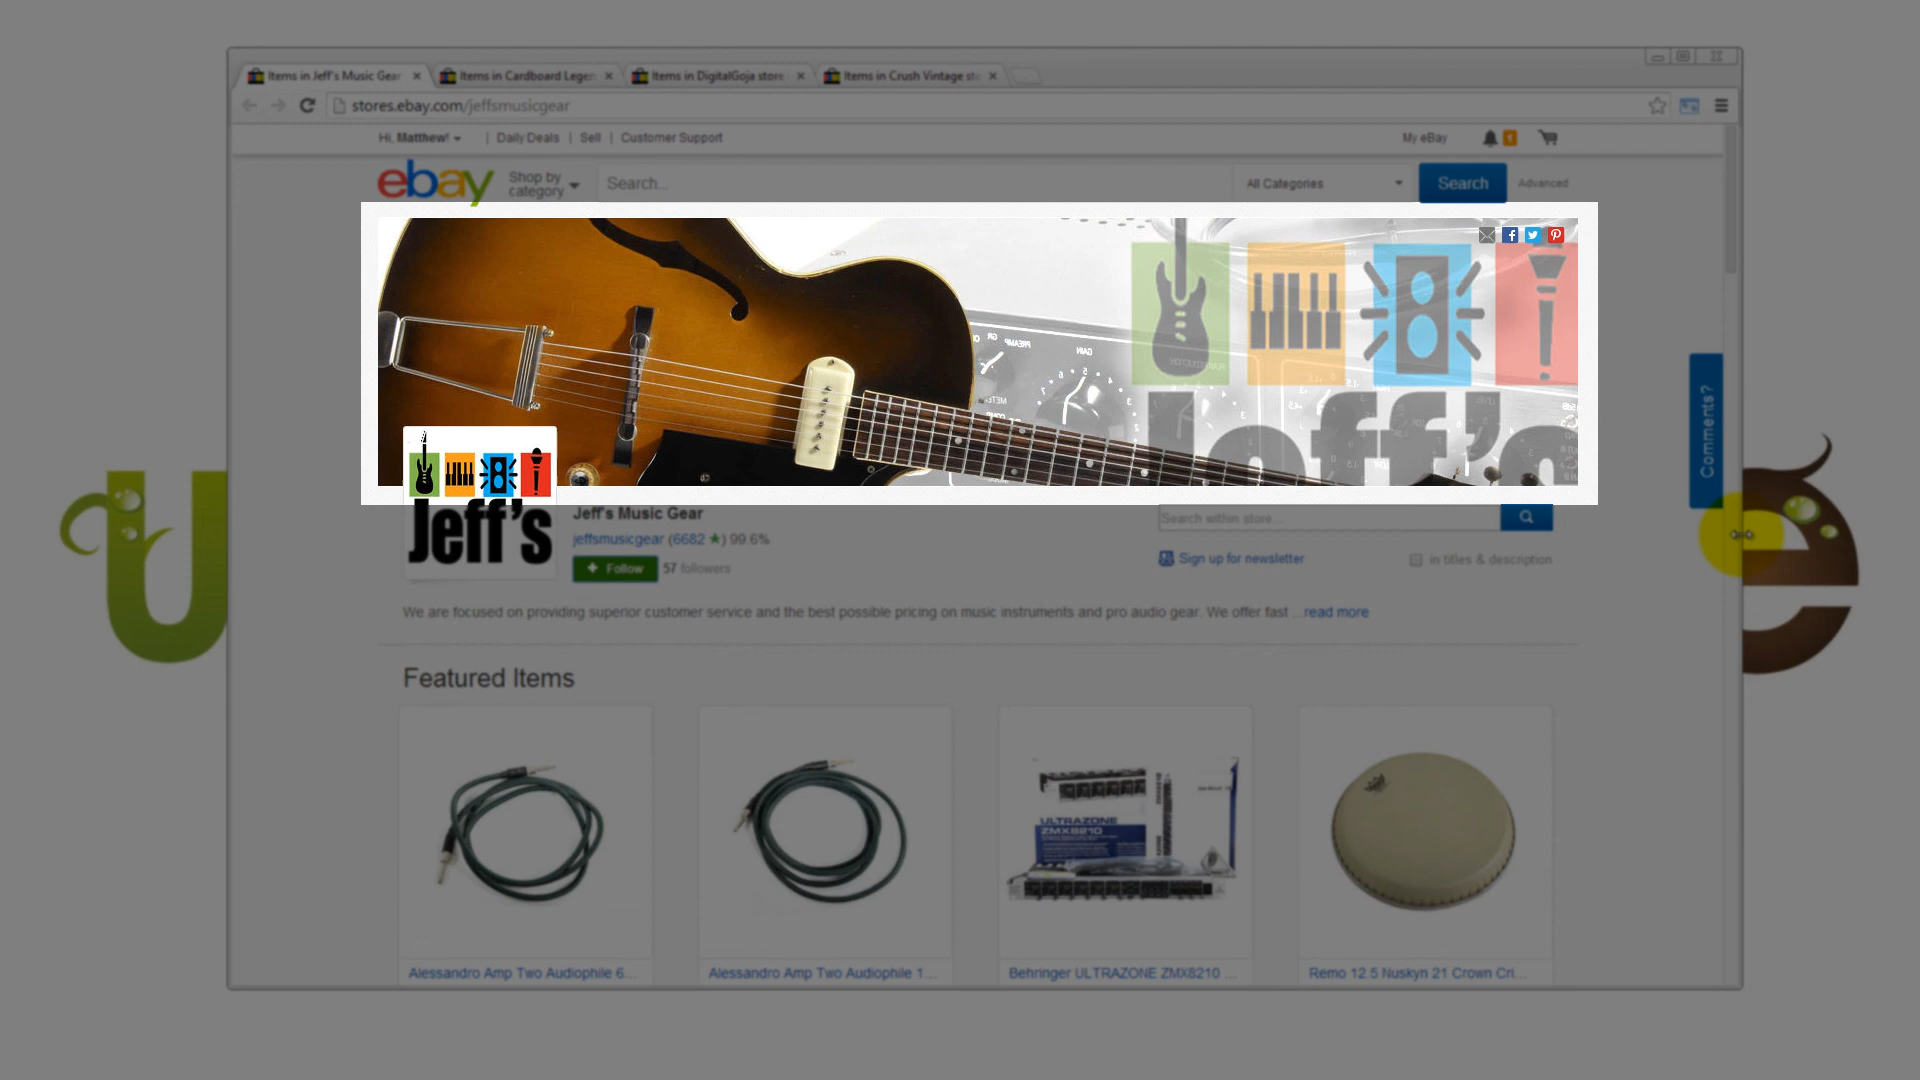 Items in Jeff's Music Gear
Items in Cardboard Legen
Items in DigitalGoja store
Items in Crush Vintage sto
stores.ebay.com/jeffsmusicgear
Hi, Matthew! | Daily Deals | Sell | Customer Support
My eBay
1
ebay
Shop by category
Search...
All Categories
Search
Advanced
PREAMP
GAIN
Jeff's
Comments?
Jeff's
Jeff's Music Gear
jeffsmusicgear (6682 ★) 99.6%
+ Follow
57 followers
Search within store...
Sign up for newsletter
in titles & description
We are focused on providing superior customer service and the best possible pricing on music instruments and pro audio gear. We offer fast ...read more
Featured Items
ULTRAZONE
ZMX8210
Alessandro Amp Two Audiophile 6...
Alessandro Amp Two Audiophile 1...
Behringer ULTRAZONE ZMX8210 ...
Remo 12.5 Nuskyn 21 Crown Cri...
U
e